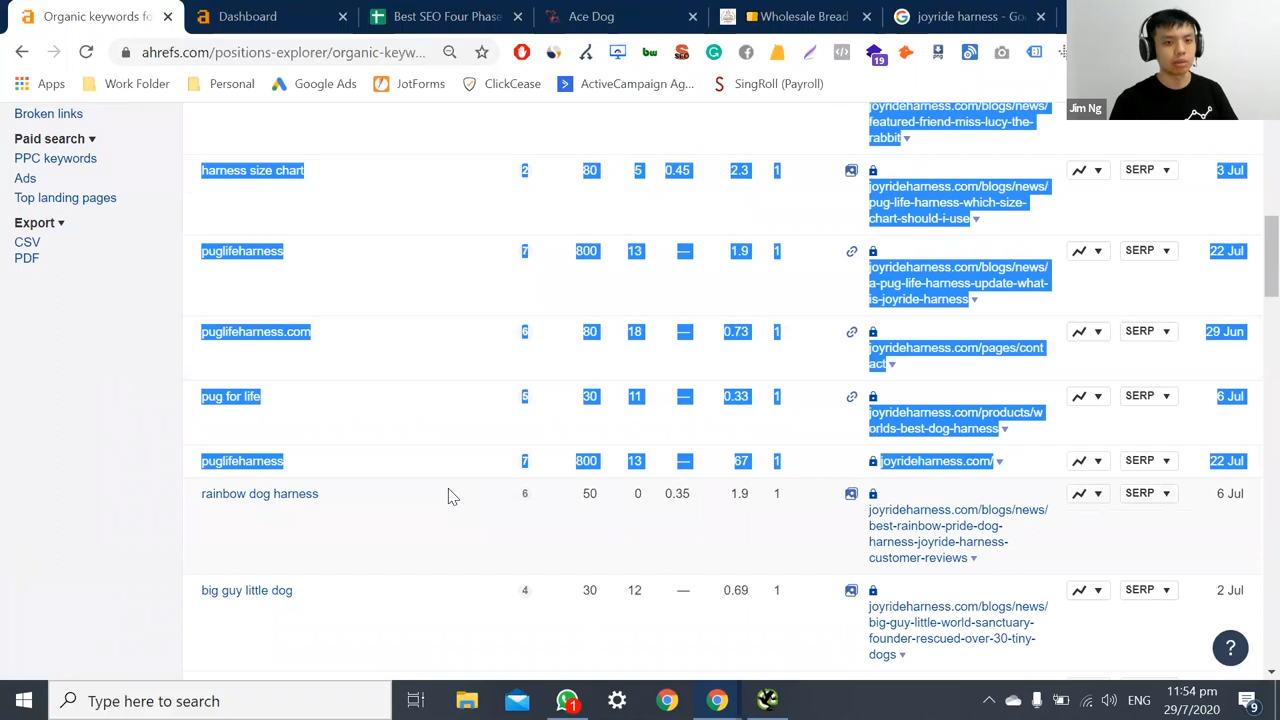 Organic keywords fo
Dashboard
Best SEO Four Phase
Ace Dog
Wholesale Bread
joyride harness - Go
ahrefs.com/positions-explorer/organic-keyw...
19
Apps
Work Folder
Personal
Google Ads
JotForms
ClickCease
ActiveCampaign Ag...
SingRoll (Payroll)
Jim Ng
Broken links
Paid search
PPC keywords
Ads
Top landing pages
Export
CSV
PDF
joyrideharness.com/blogs/news/
featured-friend-miss-lucy-the-
rabbit
harness size chart 2 80 5 0.45 2.3 1 SERP 3 Jul
joyrideharness.com/blogs/news/
pug-life-harness-which-size-
chart-should-i-use
puglifeharness 7 800 13 — 1.9 1 SERP 22 Jul
joyrideharness.com/blogs/news/
a-pug-life-harness-update-what-
is-joyride-harness
puglifeharness.com 6 80 18 — 0.73 1 SERP 29 Jun
joyrideharness.com/pages/cont
act
pug for life 5 30 11 — 0.33 1 SERP 6 Jul
joyrideharness.com/products/w
orlds-best-dog-harness
puglifeharness 7 800 13 — 67 1 joyrideharness.com/ SERP 22 Jul
rainbow dog harness 6 50 0 0.35 1.9 1 SERP 6 Jul
joyrideharness.com/blogs/news/
best-rainbow-pride-dog-
harness-joyride-harness-
customer-reviews
big guy little dog 4 30 12 — 0.69 1 SERP 2 Jul
joyrideharness.com/blogs/news/
big-guy-little-world-sanctuary-
founder-rescued-over-30-tiny-
dogs
?
Type here to search
1
ENG
11:54 pm
29/7/2020
9